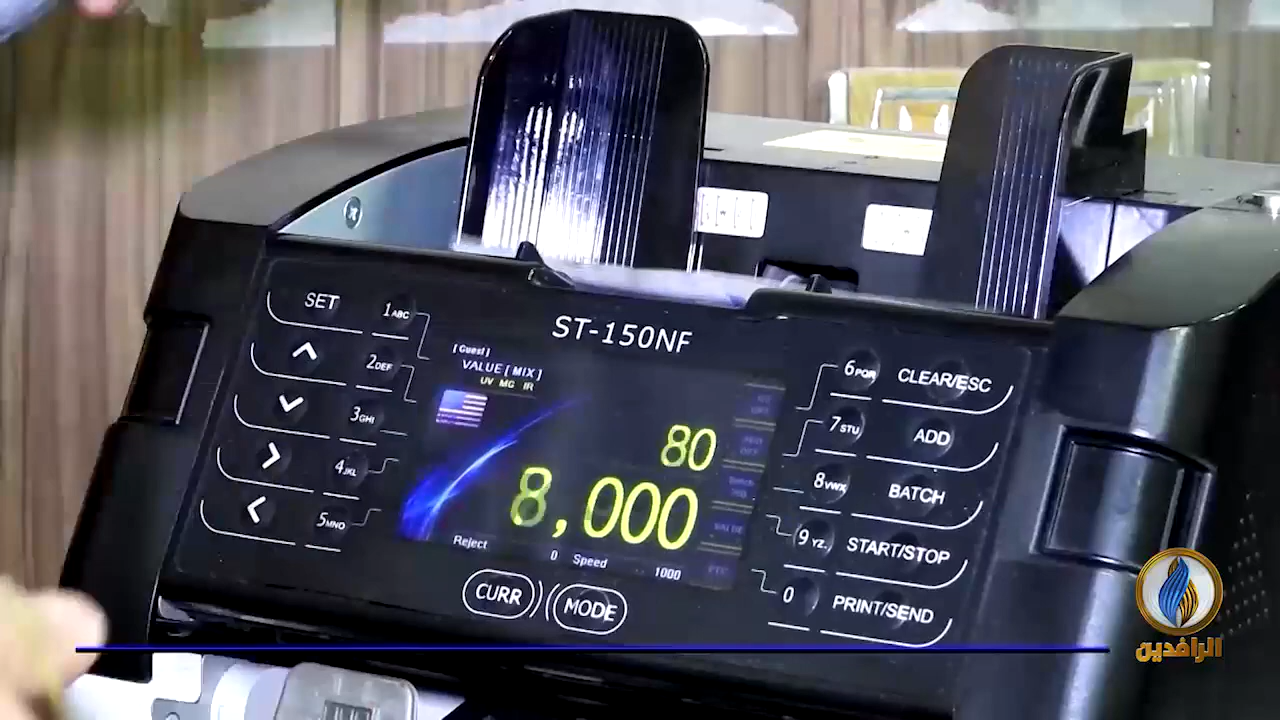 ST-150NF
SET
1ABC
2DEF
3GHI
4JKL
5MNO
[ Guest ]
VALUE [ MIX ]
UV MG IR
80
8,000
Reject 0 Speed 1000
VALUE
CURR
MODE
6PQR
CLEAR/ESC
7STU
ADD
8VWX
BATCH
9YZ.
START/STOP
0
PRINT/SEND
الرافدين